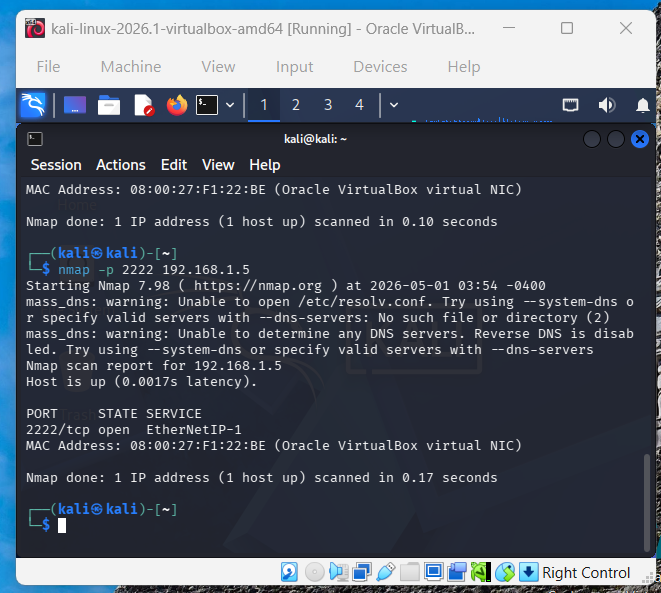 kali-linux-2026.1-virtualbox-amd64 [Running] - Oracle VirtualB...
File Machine View Input Devices Help
1 2 3 4
kali@kali: ~
Session Actions Edit View Help
MAC Address: 08:00:27:F1:22:BE (Oracle VirtualBox virtual NIC)
Nmap done: 1 IP address (1 host up) scanned in 0.10 seconds
┌──(kali㉿kali)-[~]
└─$ nmap -p 2222 192.168.1.5
Starting Nmap 7.98 ( https://nmap.org ) at 2026-05-01 03:54 -0400
mass_dns: warning: Unable to open /etc/resolv.conf. Try using --system-dns o
r specify valid servers with --dns-servers: No such file or directory (2)
mass_dns: warning: Unable to determine any DNS servers. Reverse DNS is disab
led. Try using --system-dns or specify valid servers with --dns-servers
Nmap scan report for 192.168.1.5
Host is up (0.0017s latency).
PORT     STATE SERVICE
2222/tcp open  EtherNetIP-1
MAC Address: 08:00:27:F1:22:BE (Oracle VirtualBox virtual NIC)
Nmap done: 1 IP address (1 host up) scanned in 0.17 seconds
┌──(kali㉿kali)-[~]
└─$
Right Control